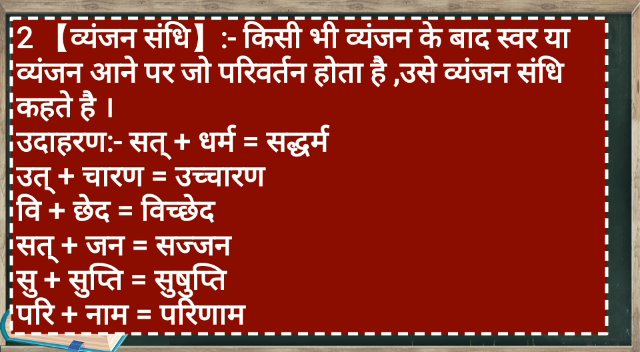 2 【व्यंजन संधि】 :- किसी भी व्यंजन के बाद स्वर या
व्यंजन आने पर जो परिवर्तन होता है ,उसे व्यंजन संधि
कहते है ।
उदाहरण:- सत् + धर्म = सद्धर्म
उत् + चारण = उच्चारण
वि + छेद = विच्छेद
सत् + जन = सज्जन
सु + सुप्ति = सुषुप्ति
परि + नाम = परिणाम